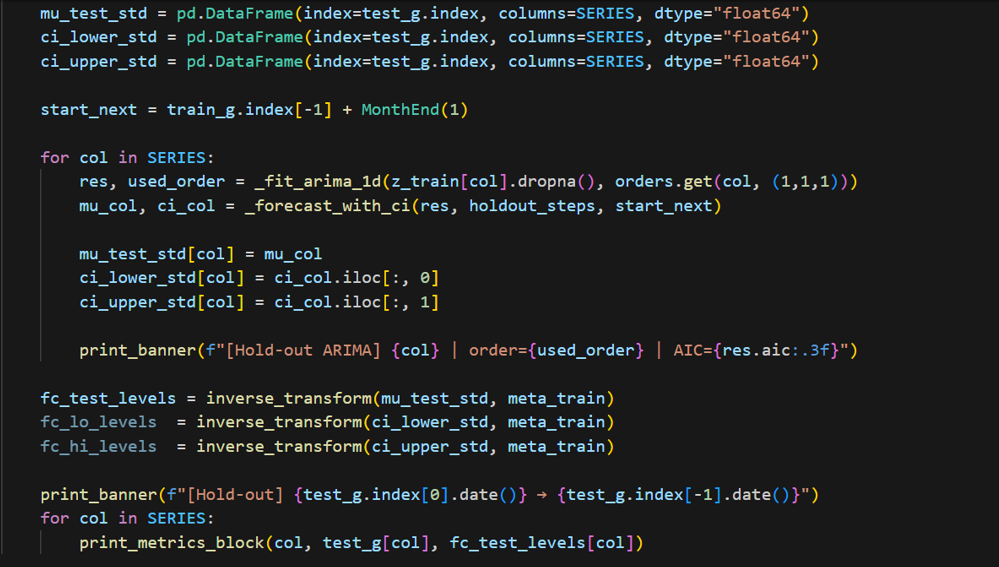 mu_test_std = pd.DataFrame(index=test_g.index, columns=SERIES, dtype="float64")
ci_lower_std = pd.DataFrame(index=test_g.index, columns=SERIES, dtype="float64")
ci_upper_std = pd.DataFrame(index=test_g.index, columns=SERIES, dtype="float64")

start_next = train_g.index[-1] + MonthEnd(1)

for col in SERIES:
    res, used_order = _fit_arima_1d(z_train[col].dropna(), orders.get(col, (1,1,1)))
    mu_col, ci_col = _forecast_with_ci(res, holdout_steps, start_next)

    mu_test_std[col] = mu_col
    ci_lower_std[col] = ci_col.iloc[:, 0]
    ci_upper_std[col] = ci_col.iloc[:, 1]

    print_banner(f"[Hold-out ARIMA] {col} | order={used_order} | AIC={res.aic:.3f}")

fc_test_levels = inverse_transform(mu_test_std, meta_train)
fc_lo_levels  = inverse_transform(ci_lower_std, meta_train)
fc_hi_levels  = inverse_transform(ci_upper_std, meta_train)

print_banner(f"[Hold-out] {test_g.index[0].date()} → {test_g.index[-1].date()}")
for col in SERIES:
    print_metrics_block(col, test_g[col], fc_test_levels[col])